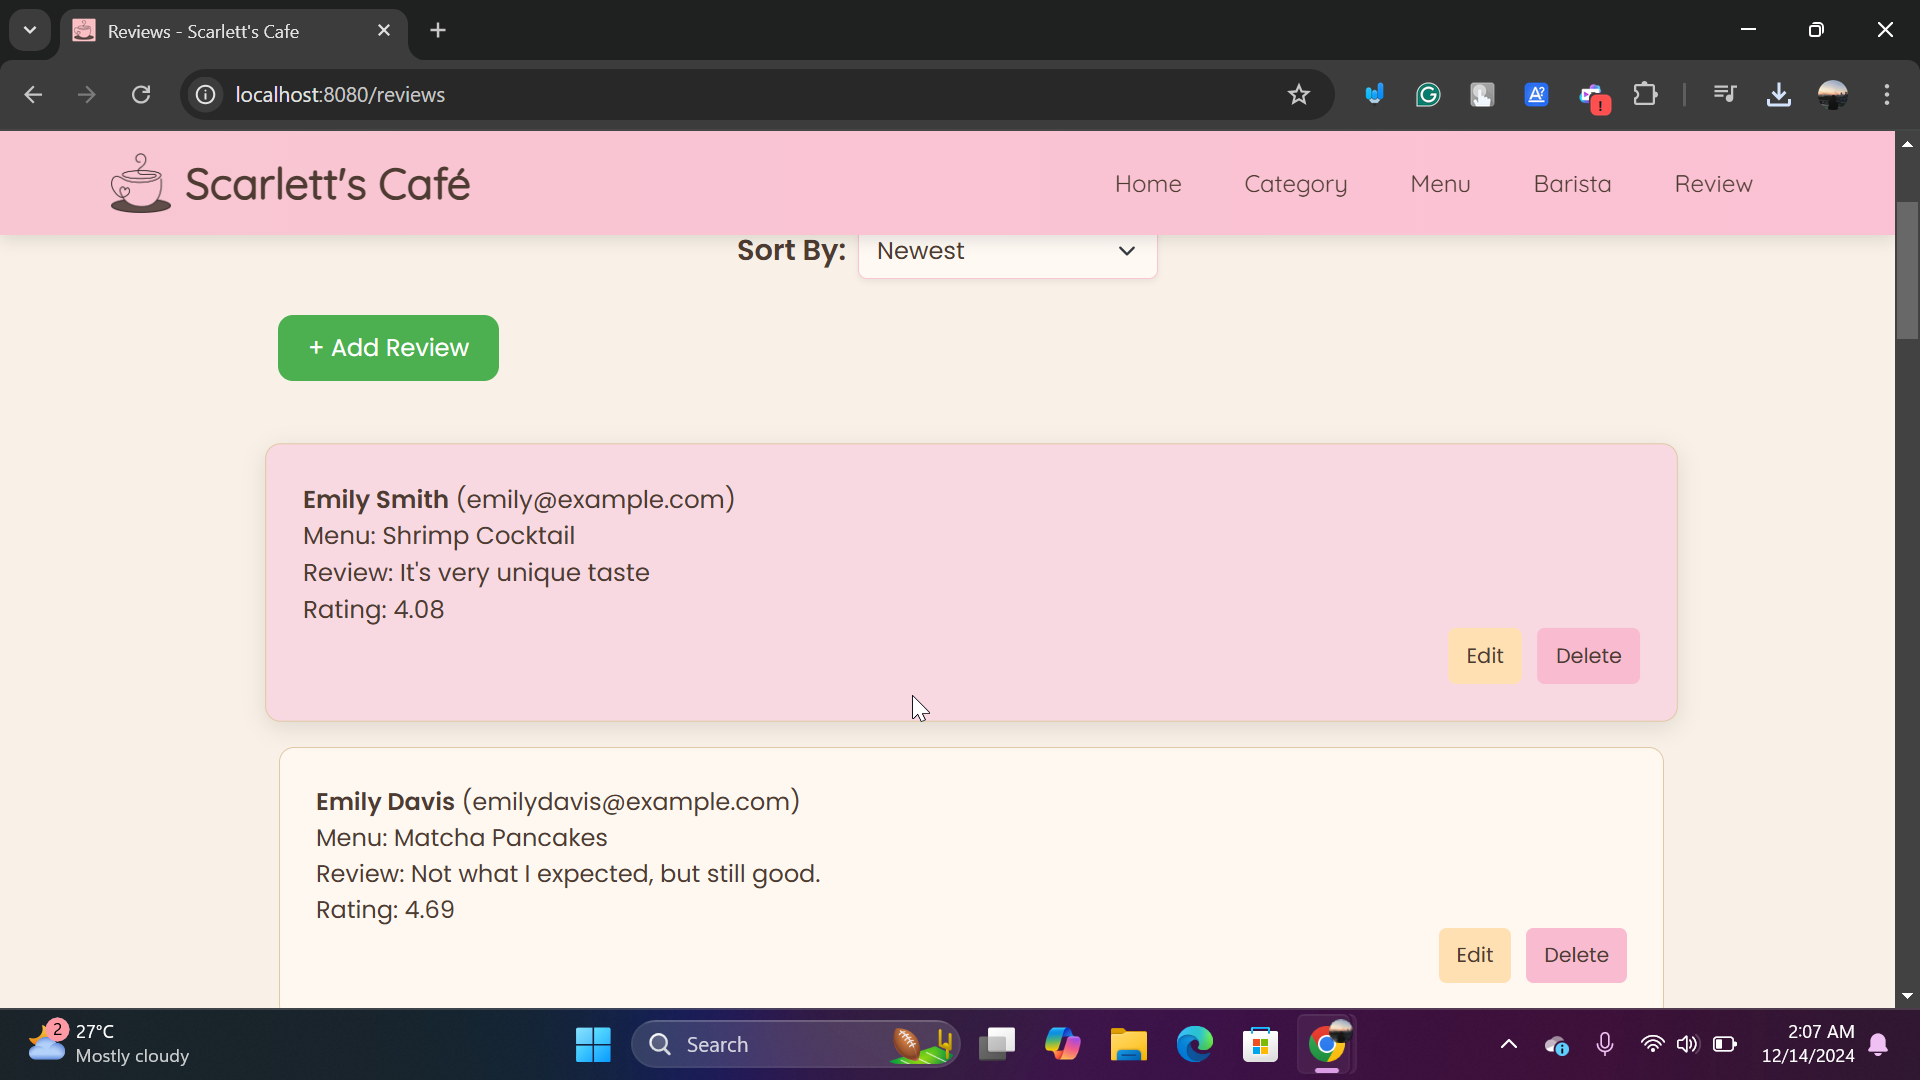 Reviews - Scarlett's Cafe
localhost:8080/reviews
Scarlett's Café
Home
Category
Menu
Barista
Review
Sort By:
Newest
+ Add Review
Emily Smith (emily@example.com)
Menu: Shrimp Cocktail
Review: It's very unique taste
Rating: 4.08
Edit
Delete
Emily Davis (emilydavis@example.com)
Menu: Matcha Pancakes
Review: Not what I expected, but still good.
Rating: 4.69
Edit
Delete
2
27°C
Mostly cloudy
Search
2:07 AM
12/14/2024